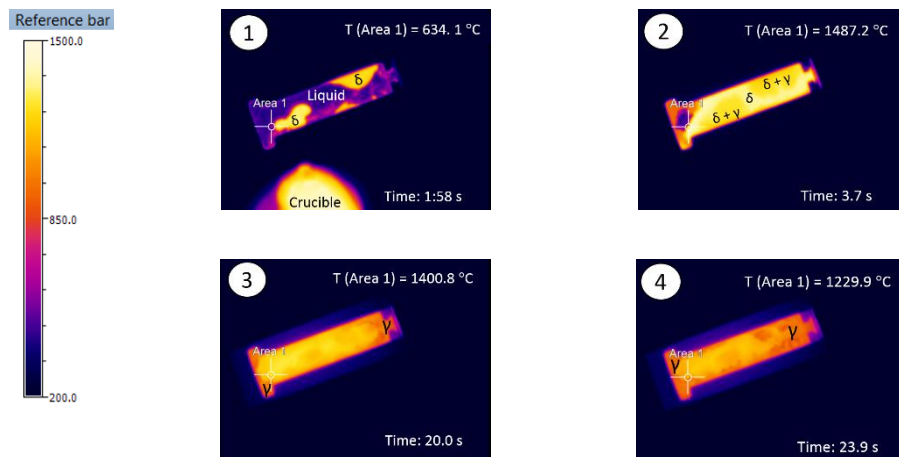 Reference bar
1500.0
850.0
200.0
1
T (Area 1) = 634. 1 °C
δ
Liquid
Area 1
δ
Crucible
Time: 1:58 s
2
T (Area 1) = 1487.2 °C
δ + γ
δ
Area 1
δ + γ
Time: 3.7 s
3
T (Area 1) = 1400.8 °C
γ
Area 1
γ
Time: 20.0 s
4
T (Area 1) = 1229.9 °C
γ
Area 1
γ
Time: 23.9 s